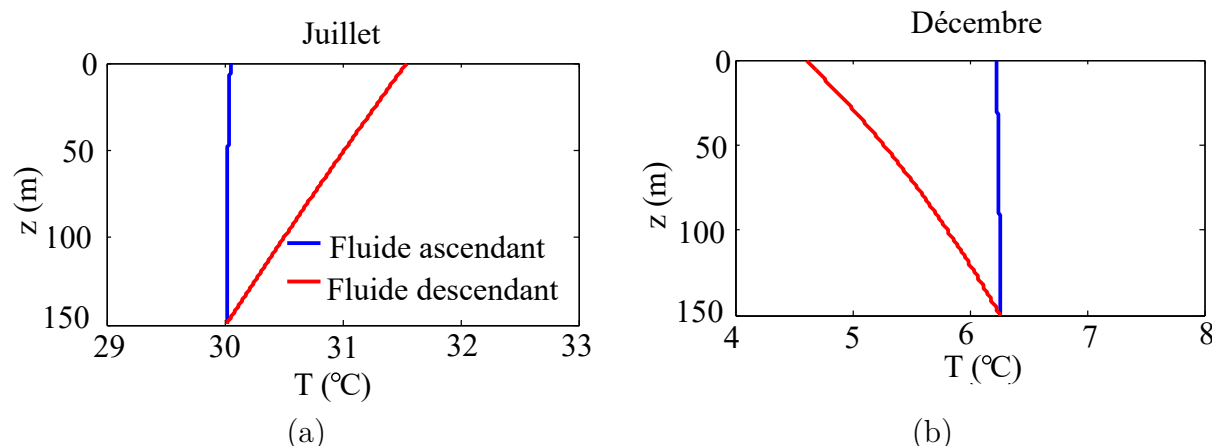 Juillet
0
50
100
150
z (m)
Fluide ascendant
Fluide descendant
29 30 31 32 33
T (°C)
(a)
Décembre
0
50
100
150
z (m)
4 5 6 7 8
T (°C)
(b)